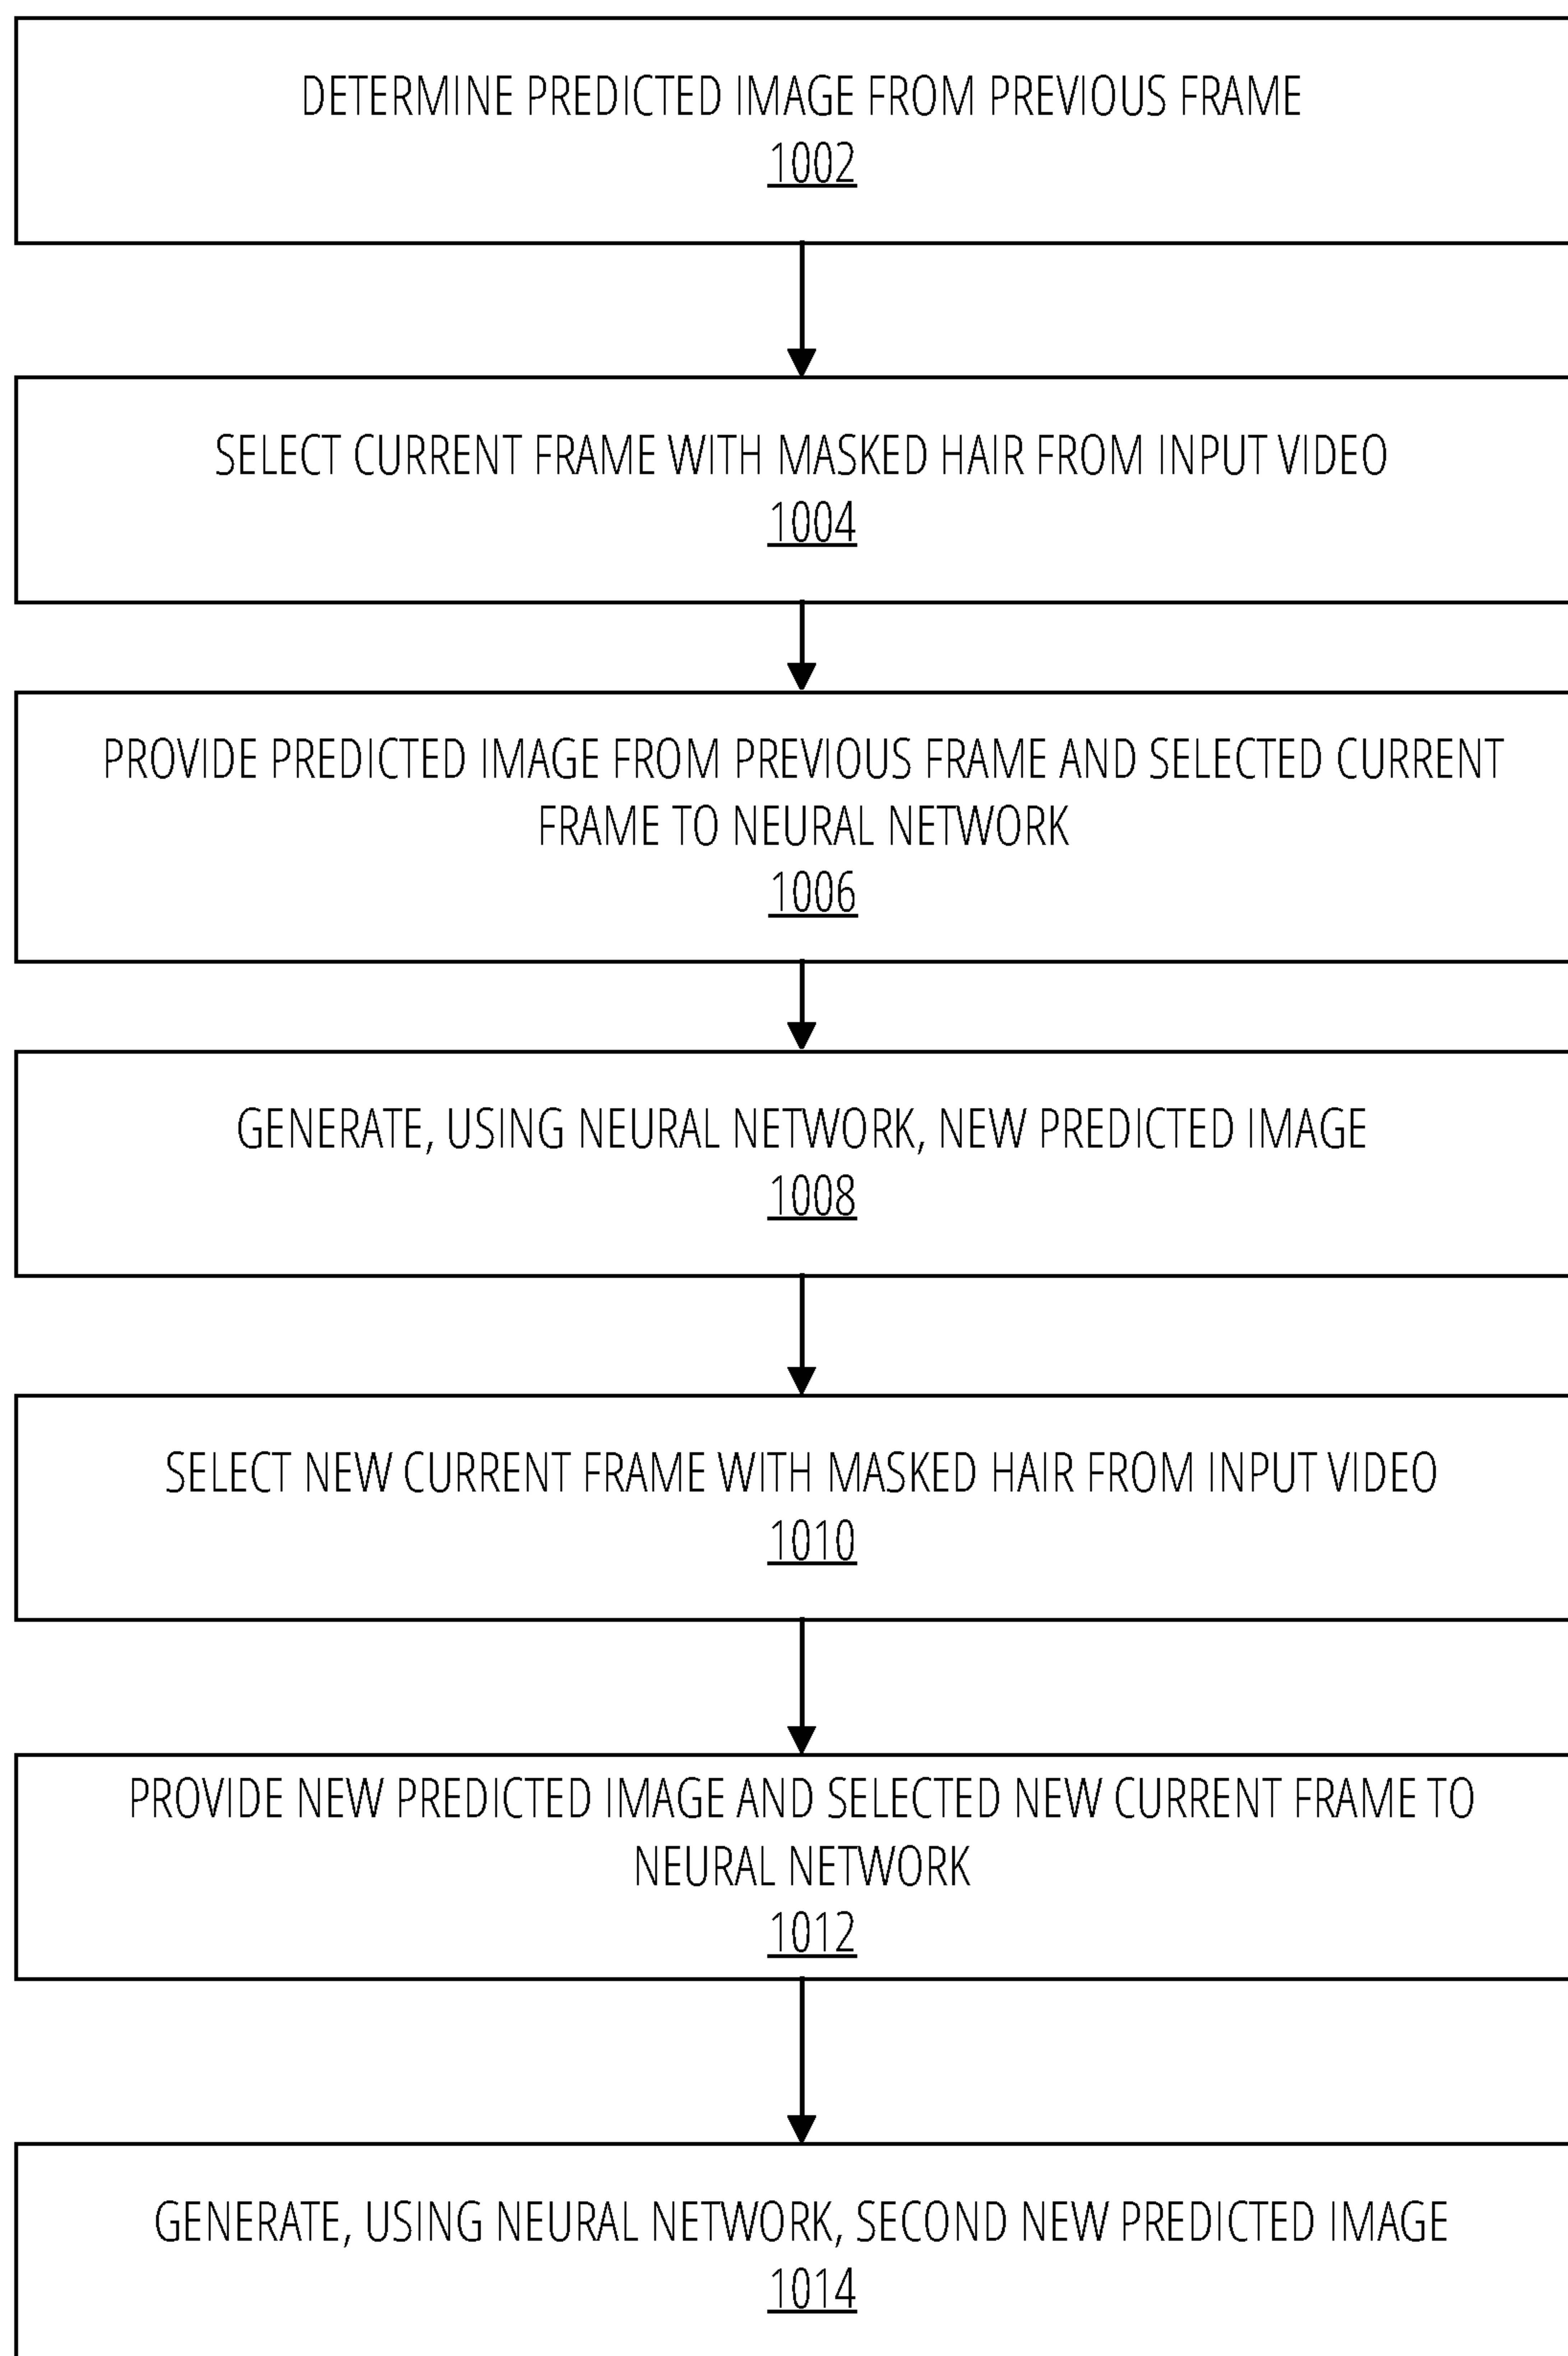 DETERMINE PREDICTED IMAGE FROM PREVIOUS FRAME
1002
SELECT CURRENT FRAME WITH MASKED HAIR FROM INPUT VIDEO
1004
PROVIDE PREDICTED IMAGE FROM PREVIOUS FRAME AND SELECTED CURRENT
FRAME TO NEURAL NETWORK
1006
GENERATE, USING NEURAL NETWORK, NEW PREDICTED IMAGE
1008
SELECT NEW CURRENT FRAME WITH MASKED HAIR FROM INPUT VIDEO
1010
PROVIDE NEW PREDICTED IMAGE AND SELECTED NEW CURRENT FRAME TO
NEURAL NETWORK
1012
GENERATE, USING NEURAL NETWORK, SECOND NEW PREDICTED IMAGE
1014